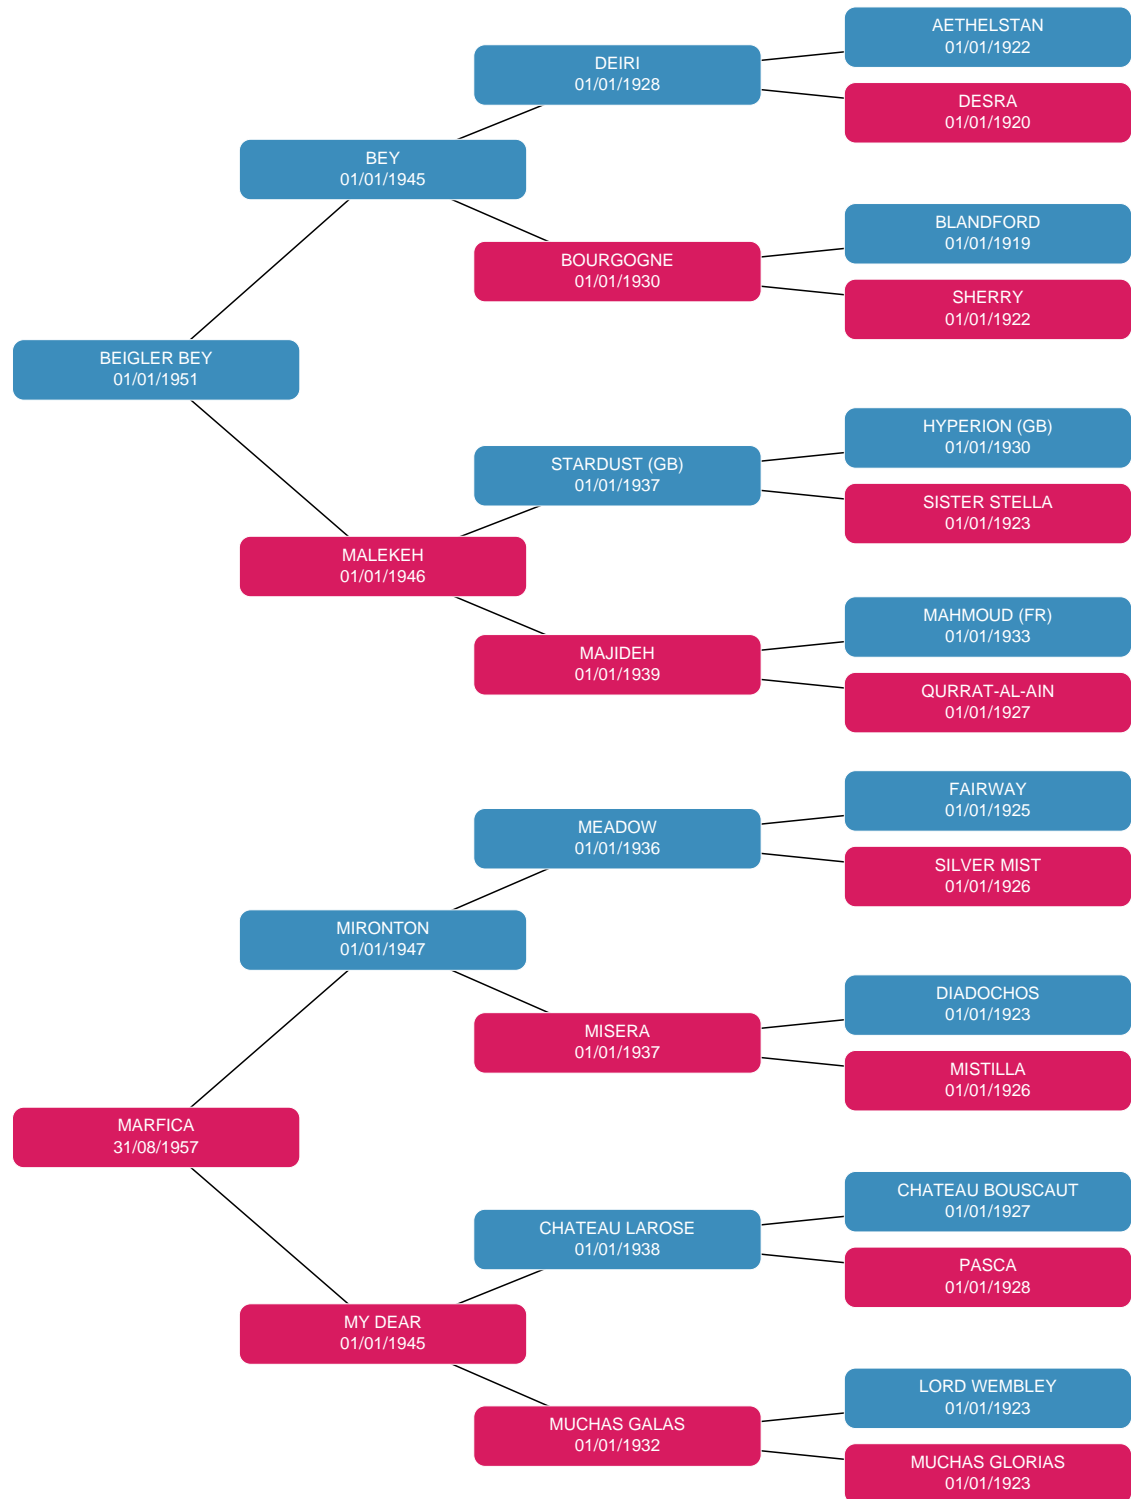 AETHELSTAN
01/01/1922
DEIRI
01/01/1928
DESRA
01/01/1920
BEY
01/01/1945
BLANDFORD
01/01/1919
BOURGOGNE
01/01/1930
SHERRY
01/01/1922
BEIGLER BEY
01/01/1951
HYPERION (GB)
01/01/1930
STARDUST (GB)
01/01/1937
SISTER STELLA
01/01/1923
MALEKEH
01/01/1946
MAHMOUD (FR)
01/01/1933
MAJIDEH
01/01/1939
QURRAT-AL-AIN
01/01/1927
FAIRWAY
01/01/1925
MEADOW
01/01/1936
SILVER MIST
01/01/1926
MIRONTON
01/01/1947
DIADOCHOS
01/01/1923
MISERA
01/01/1937
MISTILLA
01/01/1926
MARFICA
31/08/1957
CHATEAU BOUSCAUT
01/01/1927
CHATEAU LAROSE
01/01/1938
PASCA
01/01/1928
MY DEAR
01/01/1945
LORD WEMBLEY
01/01/1923
MUCHAS GALAS
01/01/1932
MUCHAS GLORIAS
01/01/1923